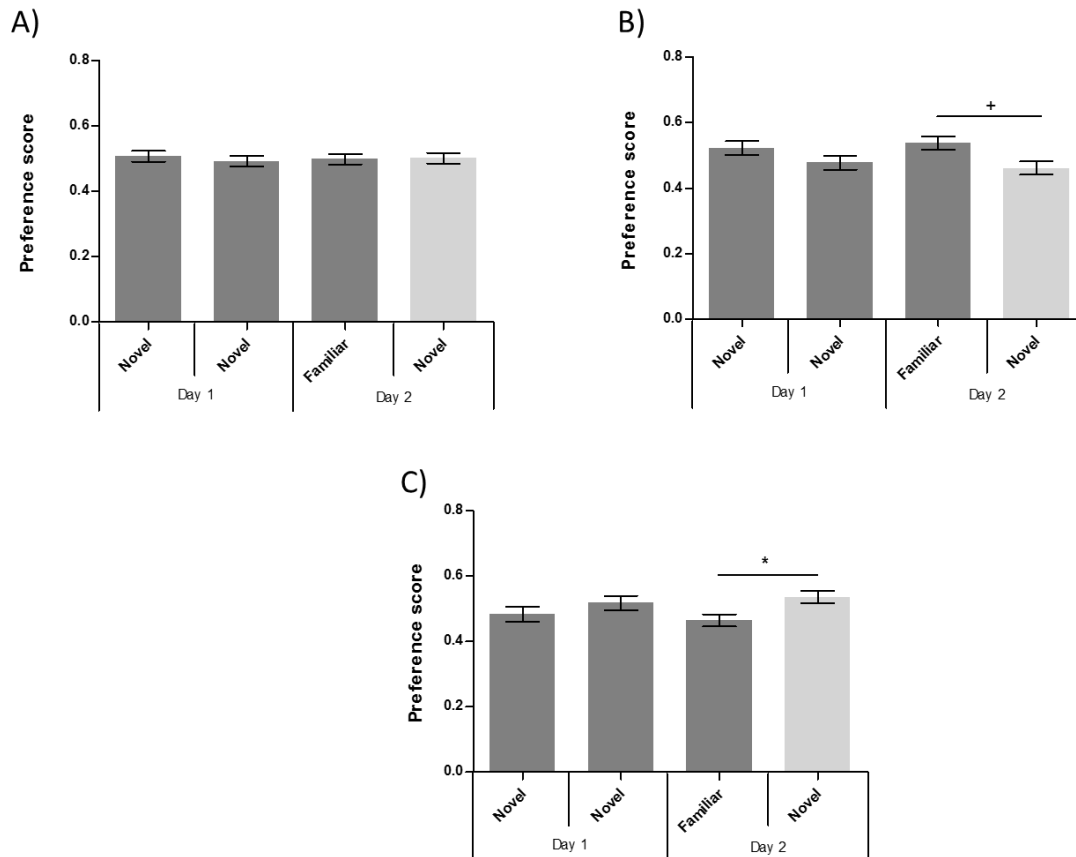 A)
Preference score
0.8
0.6
0.4
0.2
0.0
Novel
Novel
Familiar
Novel
Day 1
Day 2
B)
Preference score
0.8
0.6
0.4
0.2
0.0
+
Novel
Novel
Familiar
Novel
Day 1
Day 2
C)
Preference score
0.8
0.6
0.4
0.2
0.0
*
Novel
Novel
Familiar
Novel
Day 1
Day 2